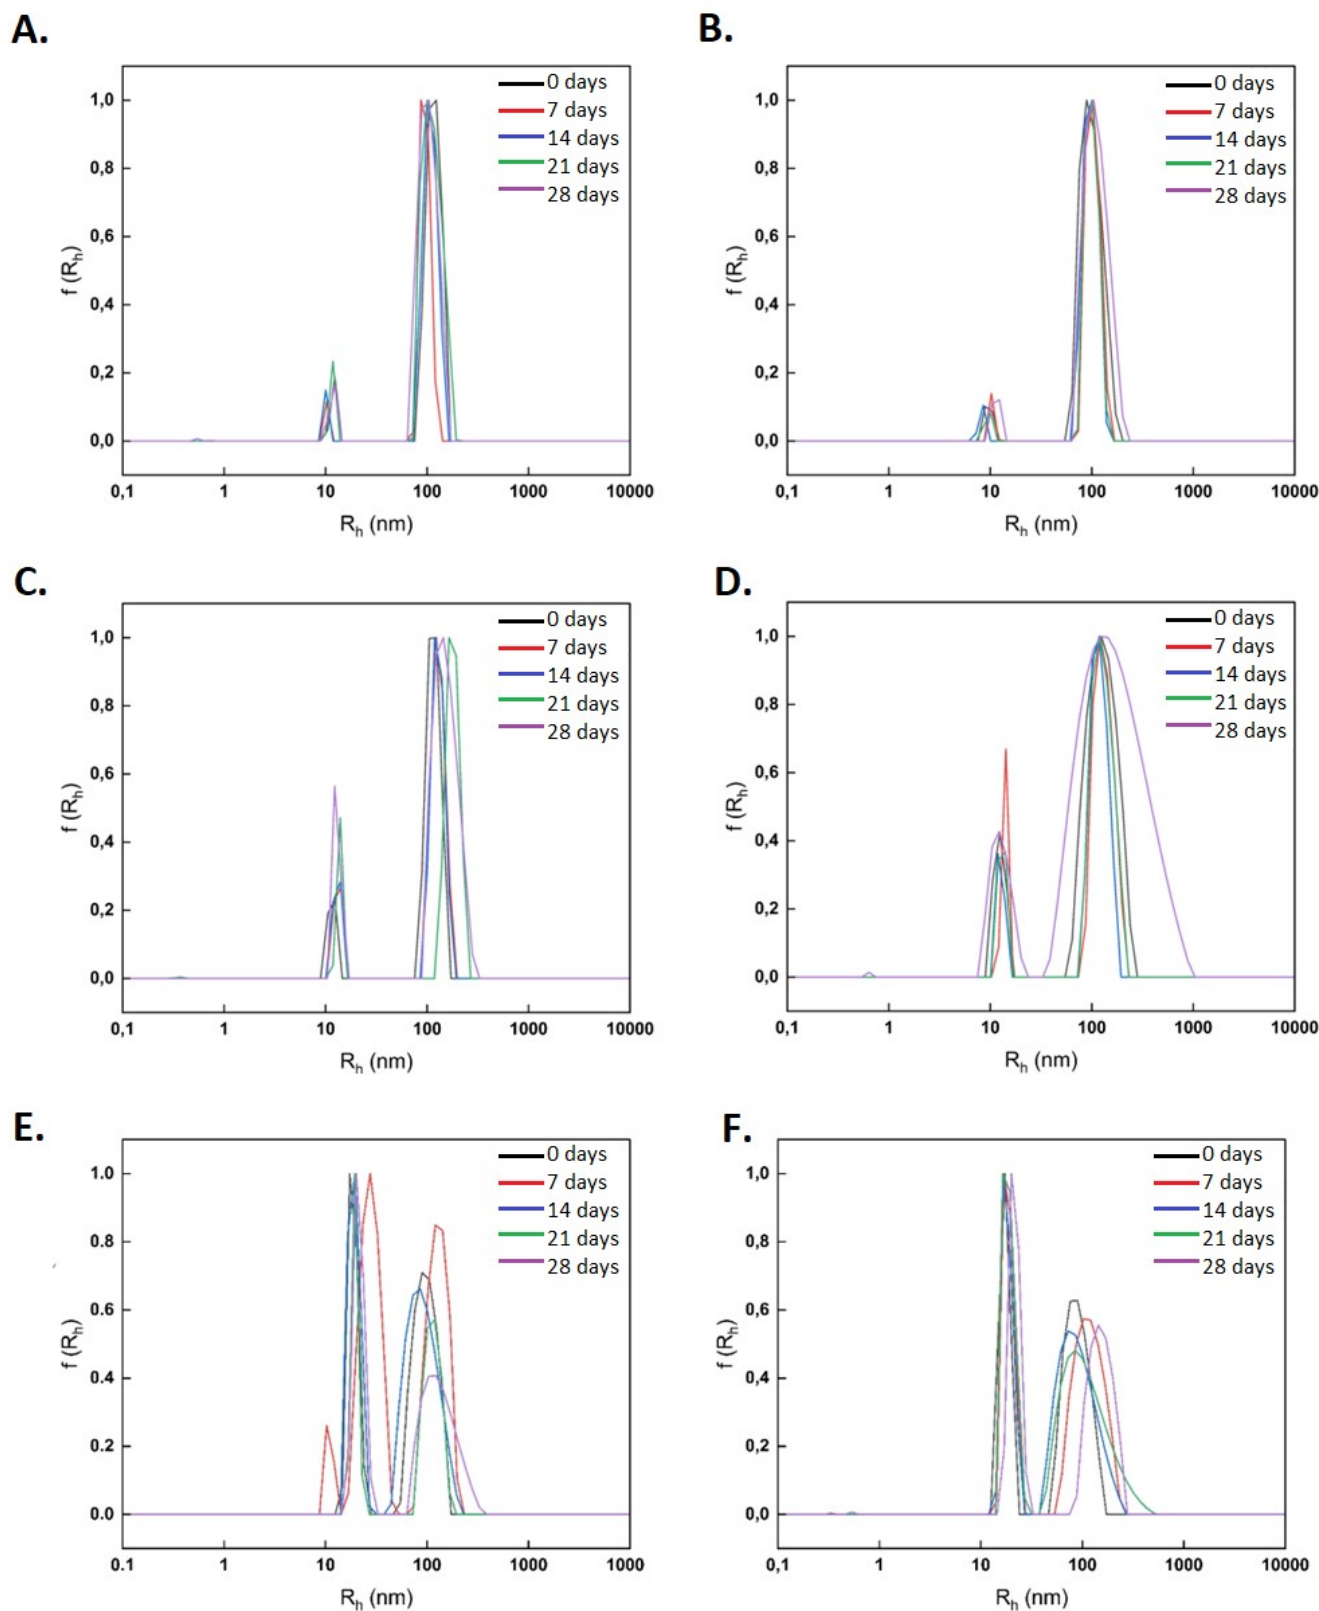 A.
1,0
0,8
0,6
0,4
0,2
0,0
f (Rh)
0 days
7 days
14 days
21 days
28 days
0,1 1 10 100 1000 10000
Rh (nm)
B.
1,0
0,8
0,6
0,4
0,2
0,0
f (Rh)
0 days
7 days
14 days
21 days
28 days
0,1 1 10 100 1000 10000
Rh (nm)
C.
1,0
0,8
0,6
0,4
0,2
0,0
f (Rh)
0 days
7 days
14 days
21 days
28 days
0,1 1 10 100 1000 10000
Rh (nm)
D.
1,0
0,8
0,6
0,4
0,2
0,0
f (Rh)
0 days
7 days
14 days
21 days
28 days
0,1 1 10 100 1000 10000
Rh (nm)
E.
1.0
0.8
0.6
0.4
0.2
0.0
f (Rh)
0 days
7 days
14 days
21 days
28 days
0.1 1 10 100 1000 10000
Rh (nm)
F.
1,0
0,8
0,6
0,4
0,2
0,0
f (Rh)
0 days
7 days
14 days
21 days
28 days
0,1 1 10 100 1000 10000
Rh (nm)